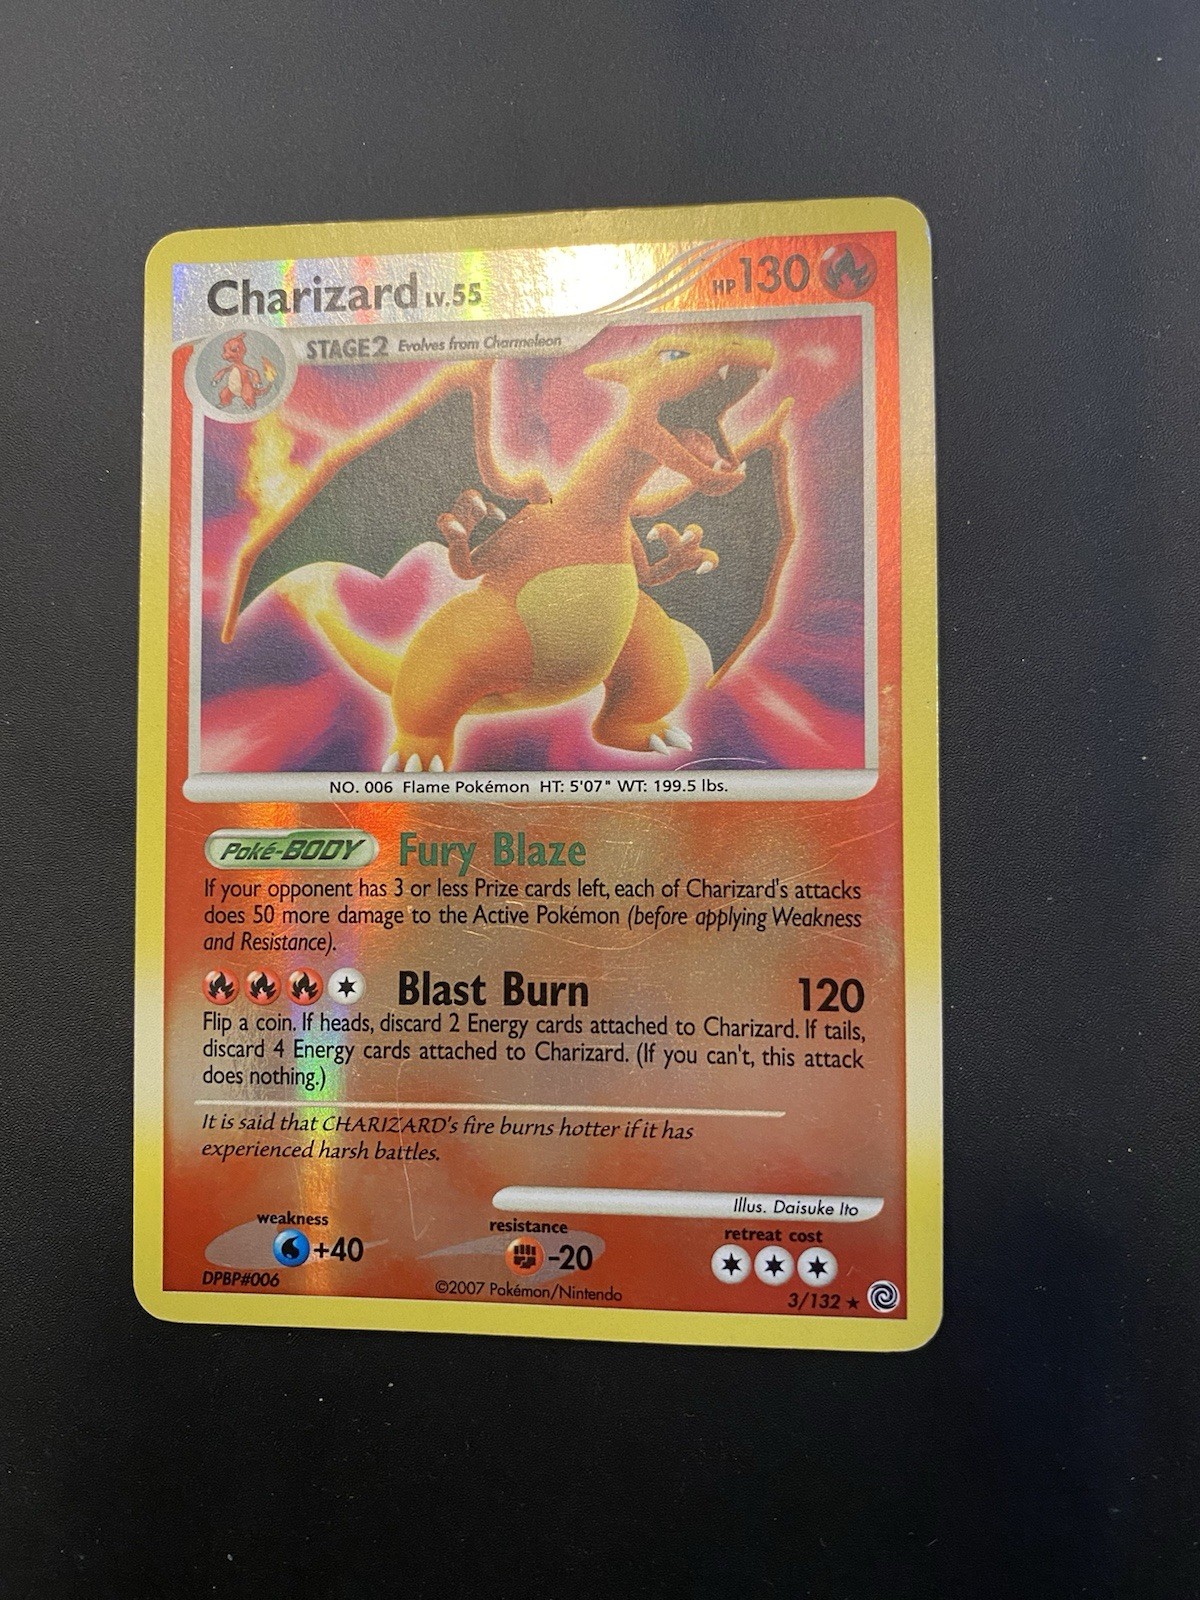 Charizard LV.55 HP 130
STAGE2 Evolves from Charmeleon
NO. 006 Flame Pokémon HT: 5'07" WT: 199.5 lbs.
Poké-BODY Fury Blaze
If your opponent has 3 or less Prize cards left, each of Charizard's attacks
does 50 more damage to the Active Pokémon (before applying Weakness
and Resistance).
Blast Burn 120
Flip a coin. If heads, discard 2 Energy cards attached to Charizard. If tails,
discard 4 Energy cards attached to Charizard. (If you can't, this attack
does nothing.)
It is said that CHARIZARD's fire burns hotter if it has
experienced harsh battles.
Illus. Daisuke Ito
weakness resistance retreat cost
+40 -20
DPBP#006 ©2007 Pokémon/Nintendo 3/132 ★